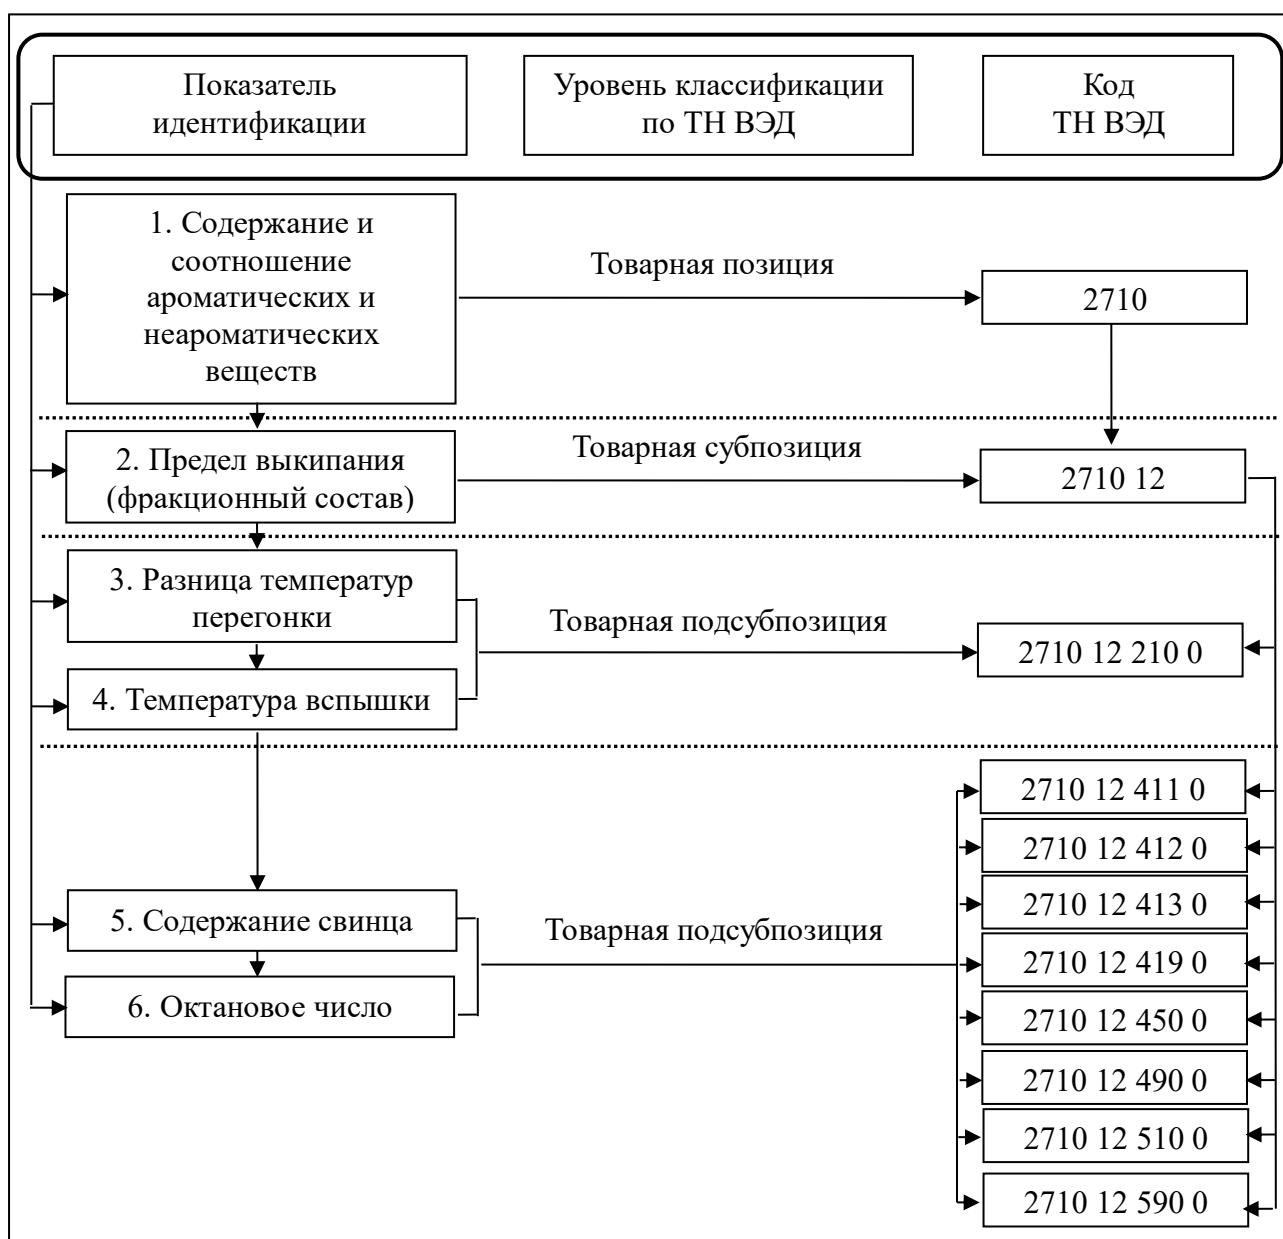 Показатель
идентификации
Уровень классификации
по ТН ВЭД
Код
ТН ВЭД
1. Содержание и
соотношение
ароматических и
неароматических
веществ
Товарная позиция
2710
2. Предел выкипания
(фракционный состав)
Товарная субпозиция
2710 12
3. Разница температур
перегонки
4. Температура вспышки
Товарная подсубпозиция
2710 12 210 0
5. Содержание свинца
6. Октановое число
Товарная подсубпозиция
2710 12 411 0
2710 12 412 0
2710 12 413 0
2710 12 419 0
2710 12 450 0
2710 12 490 0
2710 12 510 0
2710 12 590 0